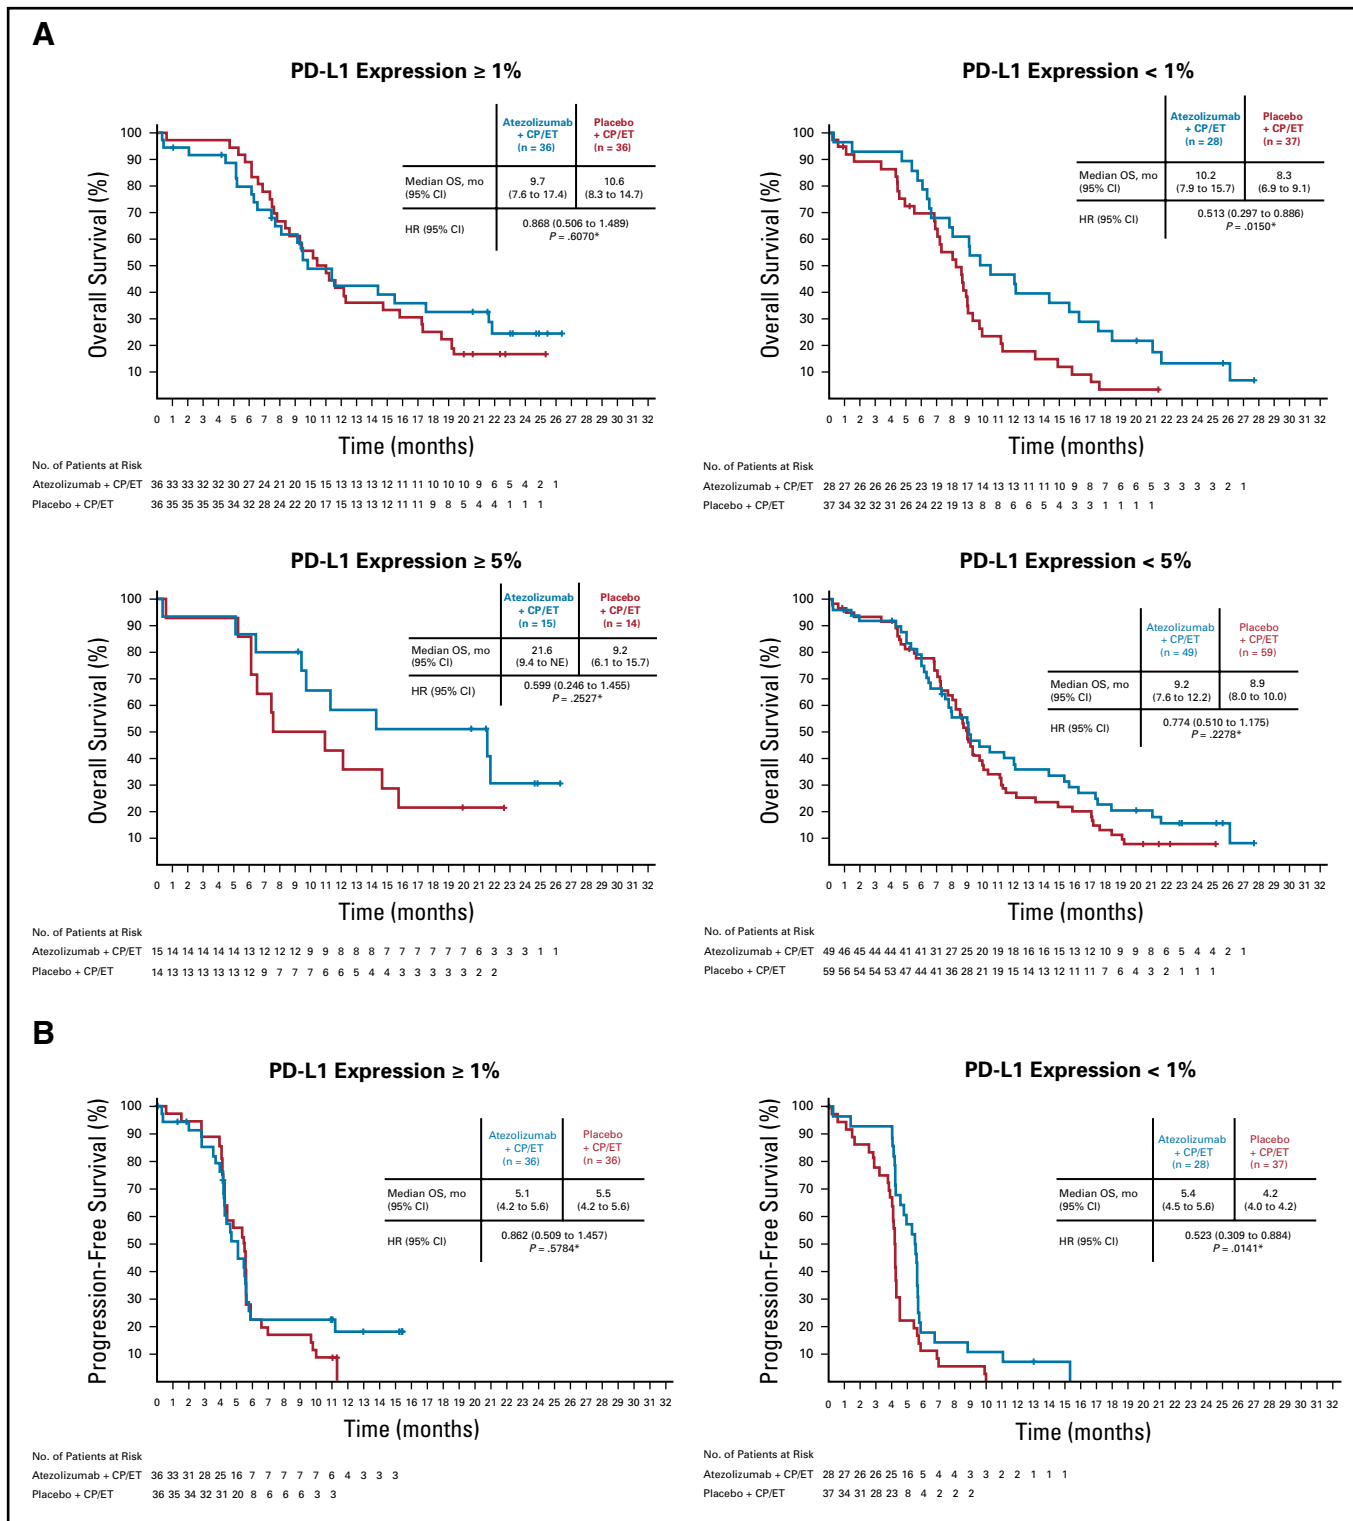 A
PD-L1 Expression ≥ 1%
Atezolizumab + CP/ET (n = 36)
Placebo + CP/ET (n = 36)
Median OS, mo (95% CI)
9.7 (7.6 to 17.4)
10.6 (8.3 to 14.7)
HR (95% CI)
0.868 (0.506 to 1.489)
P = .6070*
Overall Survival (%)
100
90
80
70
60
50
40
30
20
10
0 1 2 3 4 5 6 7 8 9 10 11 12 13 14 15 16 17 18 19 20 21 22 23 24 25 26 27 28 29 30 31 32
Time (months)
No. of Patients at Risk
Atezolizumab + CP/ET 36 33 33 32 32 30 27 24 21 20 15 15 13 13 13 12 11 11 10 10 10 9 6 5 4 2 1
Placebo + CP/ET 36 35 35 35 35 34 32 28 24 22 20 17 15 13 13 12 11 11 9 8 5 4 4 1 1 1
PD-L1 Expression < 1%
Atezolizumab + CP/ET (n = 28)
Placebo + CP/ET (n = 37)
Median OS, mo (95% CI)
10.2 (7.9 to 15.7)
8.3 (6.9 to 9.1)
HR (95% CI)
0.513 (0.297 to 0.886)
P = .0150*
Overall Survival (%)
100
90
80
70
60
50
40
30
20
10
0 1 2 3 4 5 6 7 8 9 10 11 12 13 14 15 16 17 18 19 20 21 22 23 24 25 26 27 28 29 30 31 32
Time (months)
No. of Patients at Risk
Atezolizumab + CP/ET 28 27 26 26 26 25 23 19 18 17 14 13 13 11 11 10 9 8 7 6 6 5 3 3 3 3 2 1
Placebo + CP/ET 37 34 32 32 31 26 24 22 19 13 8 8 6 6 5 4 3 3 1 1 1 1
PD-L1 Expression ≥ 5%
Atezolizumab + CP/ET (n = 15)
Placebo + CP/ET (n = 14)
Median OS, mo (95% CI)
21.6 (9.4 to NE)
9.2 (6.1 to 15.7)
HR (95% CI)
0.599 (0.246 to 1.455)
P = .2527*
Overall Survival (%)
100
90
80
70
60
50
40
30
20
10
0 1 2 3 4 5 6 7 8 9 10 11 12 13 14 15 16 17 18 19 20 21 22 23 24 25 26 27 28 29 30 31 32
Time (months)
No. of Patients at Risk
Atezolizumab + CP/ET 15 14 14 14 14 14 13 12 12 12 9 9 8 8 8 7 7 7 7 7 7 6 3 3 3 1 1
Placebo + CP/ET 14 13 13 13 13 13 12 9 7 7 7 6 6 5 4 4 3 3 3 3 3 2 2
PD-L1 Expression < 5%
Atezolizumab + CP/ET (n = 49)
Placebo + CP/ET (n = 59)
Median OS, mo (95% CI)
9.2 (7.6 to 12.2)
8.9 (8.0 to 10.0)
HR (95% CI)
0.774 (0.510 to 1.175)
P = .2278*
Overall Survival (%)
100
90
80
70
60
50
40
30
20
10
0 1 2 3 4 5 6 7 8 9 10 11 12 13 14 15 16 17 18 19 20 21 22 23 24 25 26 27 28 29 30 31 32
Time (months)
No. of Patients at Risk
Atezolizumab + CP/ET 49 46 45 44 44 41 41 31 27 25 20 19 18 16 16 15 13 12 10 9 9 8 6 5 4 4 2 1
Placebo + CP/ET 59 56 54 54 53 47 44 41 36 28 21 19 15 14 13 12 11 11 7 6 4 3 2 1 1 1
B
PD-L1 Expression ≥ 1%
Atezolizumab + CP/ET (n = 36)
Placebo + CP/ET (n = 36)
Median OS, mo (95% CI)
5.1 (4.2 to 5.6)
5.5 (4.2 to 5.6)
HR (95% CI)
0.862 (0.509 to 1.457)
P = .5784*
Progression-Free Survival (%)
100
90
80
70
60
50
40
30
20
10
0 1 2 3 4 5 6 7 8 9 10 11 12 13 14 15 16 17 18 19 20 21 22 23 24 25 26 27 28 29 30 31 32
Time (months)
No. of Patients at Risk
Atezolizumab + CP/ET 36 33 31 28 25 16 7 7 7 7 7 6 4 3 3 3
Placebo + CP/ET 36 35 34 32 31 20 8 6 6 6 3 3
PD-L1 Expression < 1%
Atezolizumab + CP/ET (n = 28)
Placebo + CP/ET (n = 37)
Median OS, mo (95% CI)
5.4 (4.5 to 5.6)
4.2 (4.0 to 4.2)
HR (95% CI)
0.523 (0.309 to 0.884)
P = .0141*
Progression-Free Survival (%)
100
90
80
70
60
50
40
30
20
10
0 1 2 3 4 5 6 7 8 9 10 11 12 13 14 15 16 17 18 19 20 21 22 23 24 25 26 27 28 29 30 31 32
Time (months)
No. of Patients at Risk
Atezolizumab + CP/ET 28 27 26 26 25 16 5 4 4 3 3 2 2 1 1 1
Placebo + CP/ET 37 34 31 28 23 8 4 2 2 2